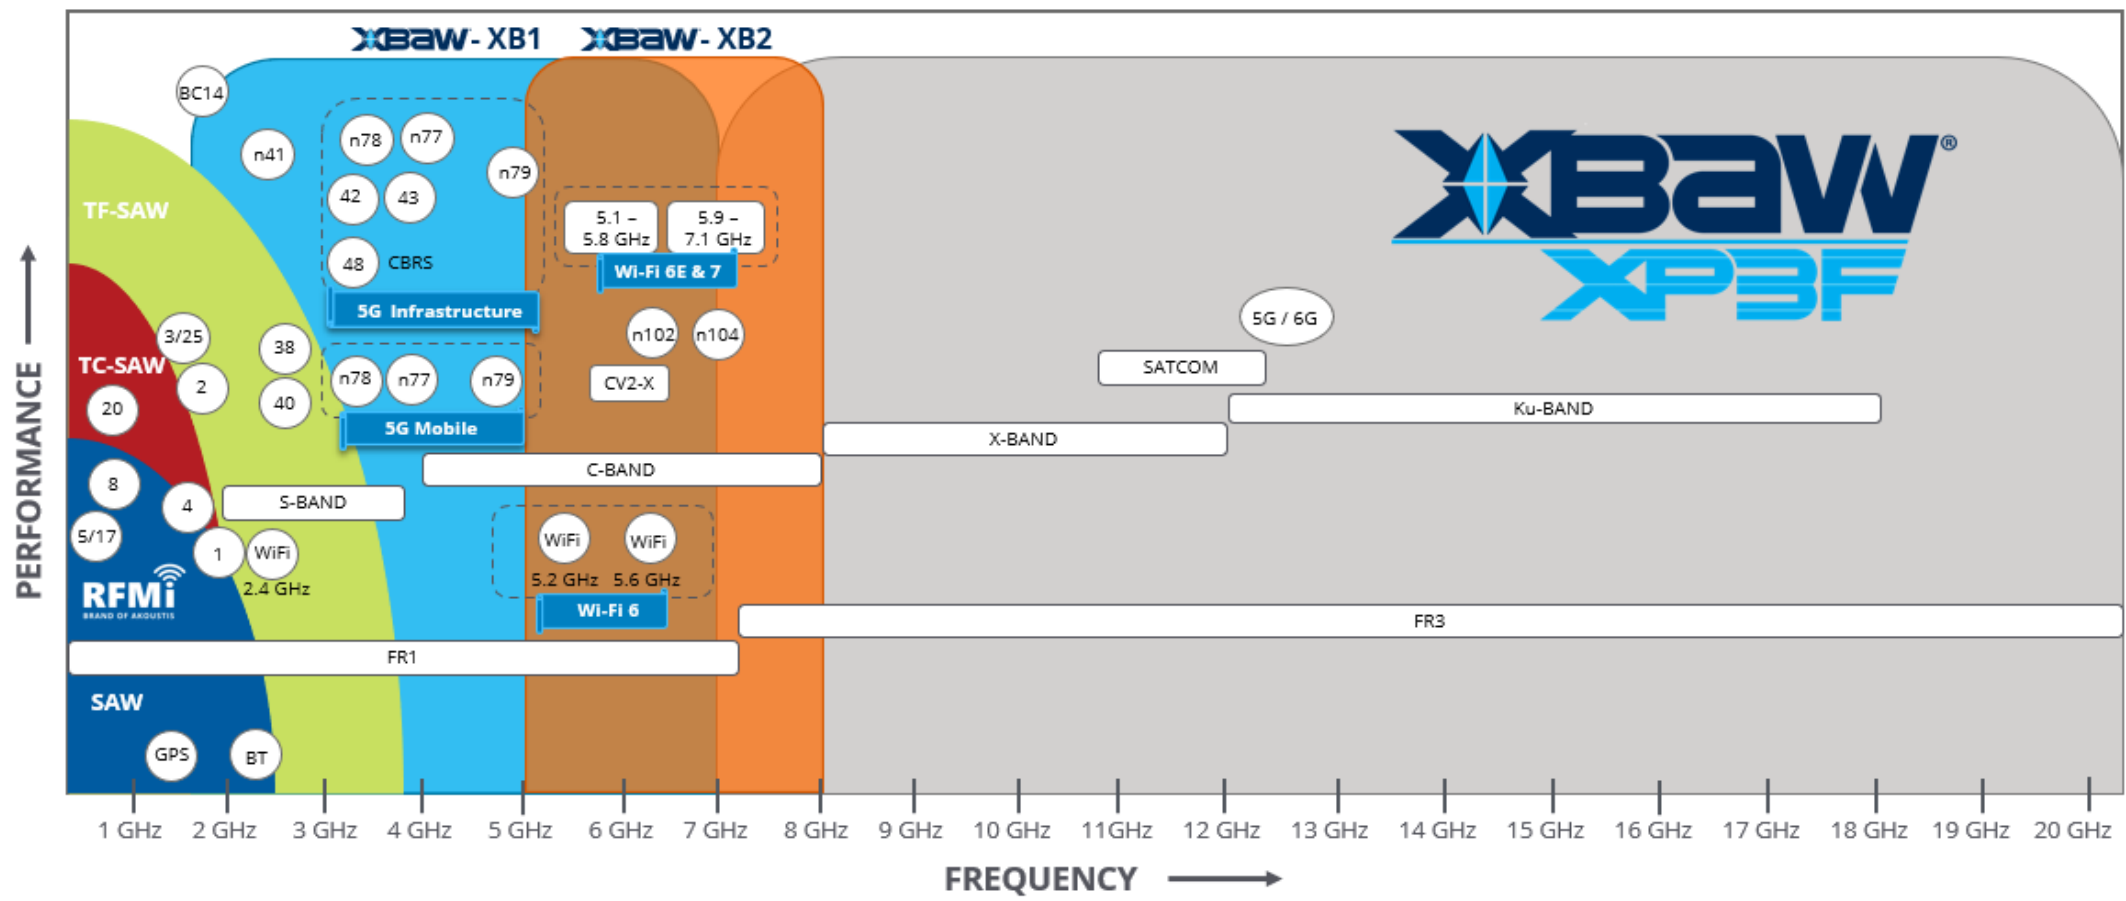 XBAW - XB1
XBAW - XB2
BC14
n41
n78
n77
n79
42
43
48
CBRS
5G Infrastructure
5.1 –
5.8 GHz
5.9 –
7.1 GHz
Wi-Fi 6E & 7
XBAW®
XP3F
TF-SAW
3/25
38
TC-SAW
2
40
20
n78
n77
n79
5G Mobile
n102
n104
CV2-X
5G / 6G
SATCOM
Ku-BAND
X-BAND
C-BAND
S-BAND
8
4
5/17
1
WiFi
2.4 GHz
WiFi
WiFi
5.2 GHz
5.6 GHz
Wi-Fi 6
RFMi
BRAND OF AKOUSTIS
FR3
FR1
SAW
GPS
BT
PERFORMANCE
1 GHz 2 GHz 3 GHz 4 GHz 5 GHz 6 GHz 7 GHz 8 GHz 9 GHz 10 GHz 11GHz 12 GHz 13 GHz 14 GHz 15 GHz 16 GHz 17 GHz 18 GHz 19 GHz 20 GHz
FREQUENCY